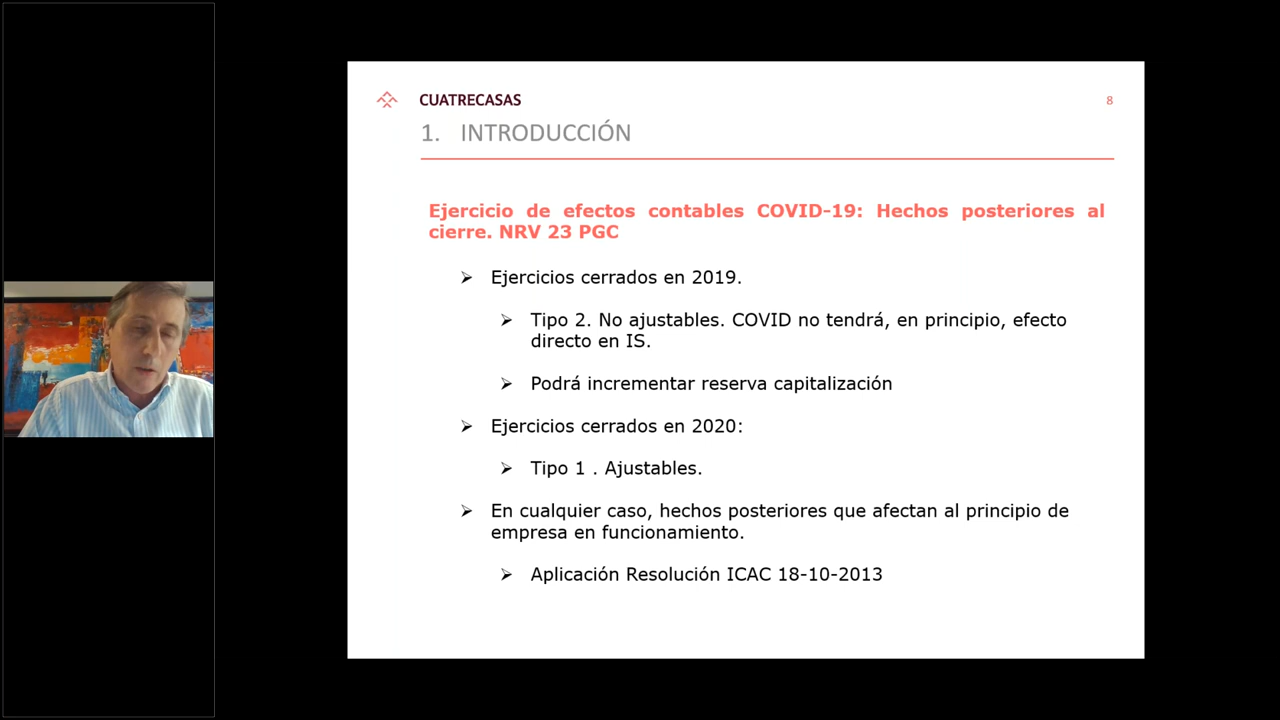 CUATRECASAS
8
1. INTRODUCCIÓN
Ejercicio de efectos contables COVID-19: Hechos posteriores al
cierre. NRV 23 PGC
Ejercicios cerrados en 2019.
Tipo 2. No ajustables. COVID no tendrá, en principio, efecto
directo en IS.
Podrá incrementar reserva capitalización
Ejercicios cerrados en 2020:
Tipo 1 . Ajustables.
En cualquier caso, hechos posteriores que afectan al principio de
empresa en funcionamiento.
Aplicación Resolución ICAC 18-10-2013